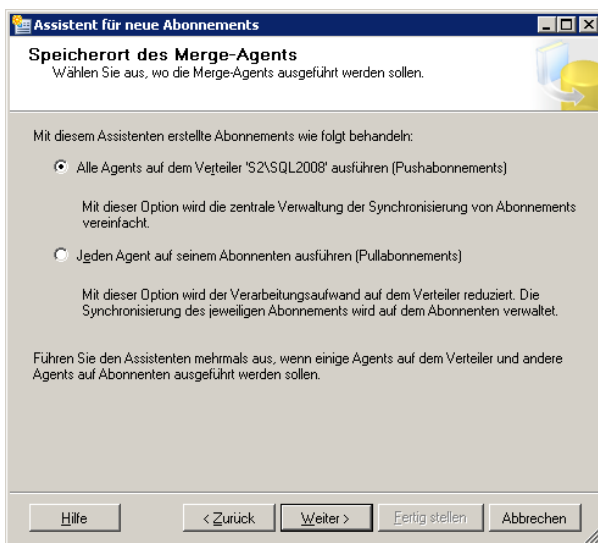 Assistent für neue Abonnements
Speicherort des Merge-Agents
Wählen Sie aus, wo die Merge-Agents ausgeführt werden sollen.
Mit diesem Assistenten erstellte Abonnements wie folgt behandeln:
Alle Agents auf dem Verteiler 'S2\SQL2008' ausführen (Pushabonnements)
Mit dieser Option wird die zentrale Verwaltung der Synchronisierung von Abonnements
vereinfacht.
Jeden Agent auf seinem Abonnenten ausführen (Pullabonnements)
Mit dieser Option wird der Verarbeitungsaufwand auf dem Verteiler reduziert. Die
Synchronisierung des jeweiligen Abonnements wird auf dem Abonnenten verwaltet.
Führen Sie den Assistenten mehrmals aus, wenn einige Agents auf dem Verteiler und andere
Agents auf Abonnenten ausgeführt werden sollen.
Hilfe
< Zurück
Weiter >
Fertig stellen
Abbrechen